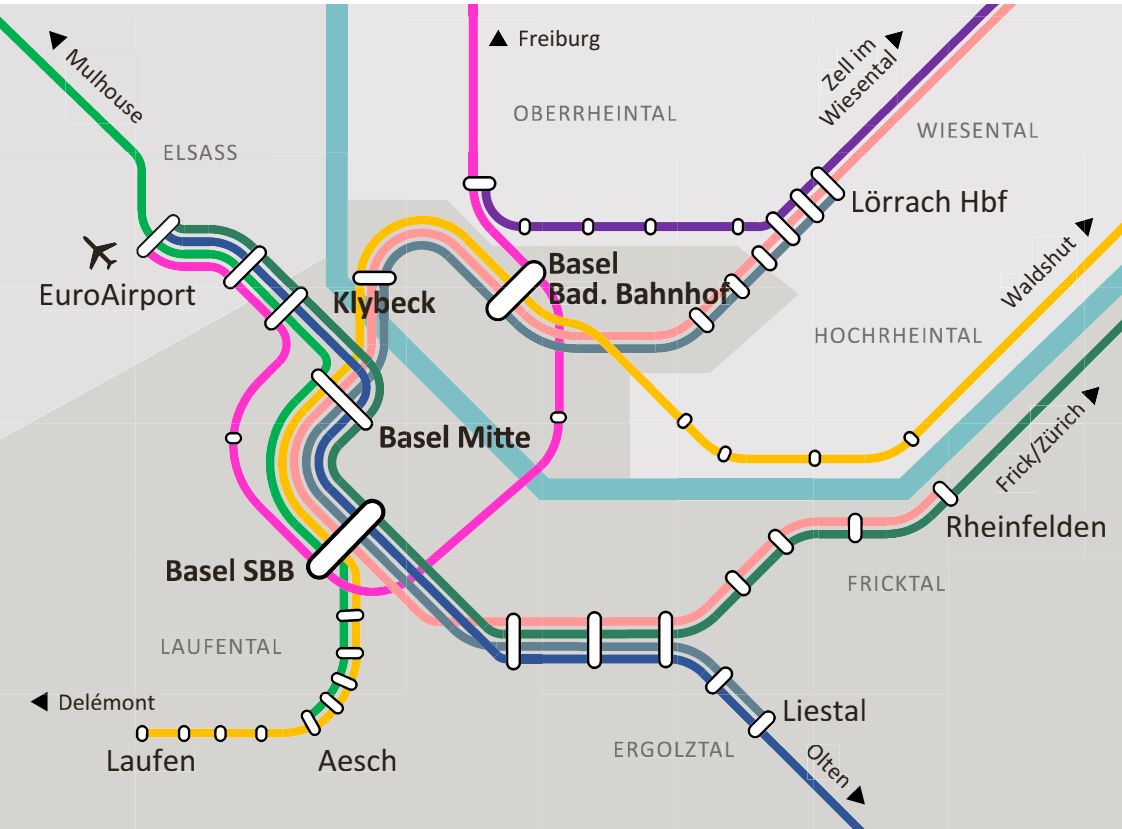 Freiburg
Mulhouse
Zell im
Wiesental
OBERRHEINTAL
WIESENTAL
ELSASS
Lörrach Hbf
EuroAirport
Klybeck
Basel
Bad. Bahnhof
Waldshut
HOCHRHEINTAL
Basel Mitte
Frick/Zürich
Rheinfelden
Basel SBB
FRICKTAL
LAUFENTAL
Delémont
Liestal
Laufen
Aesch
ERGOLZTAL
Olten